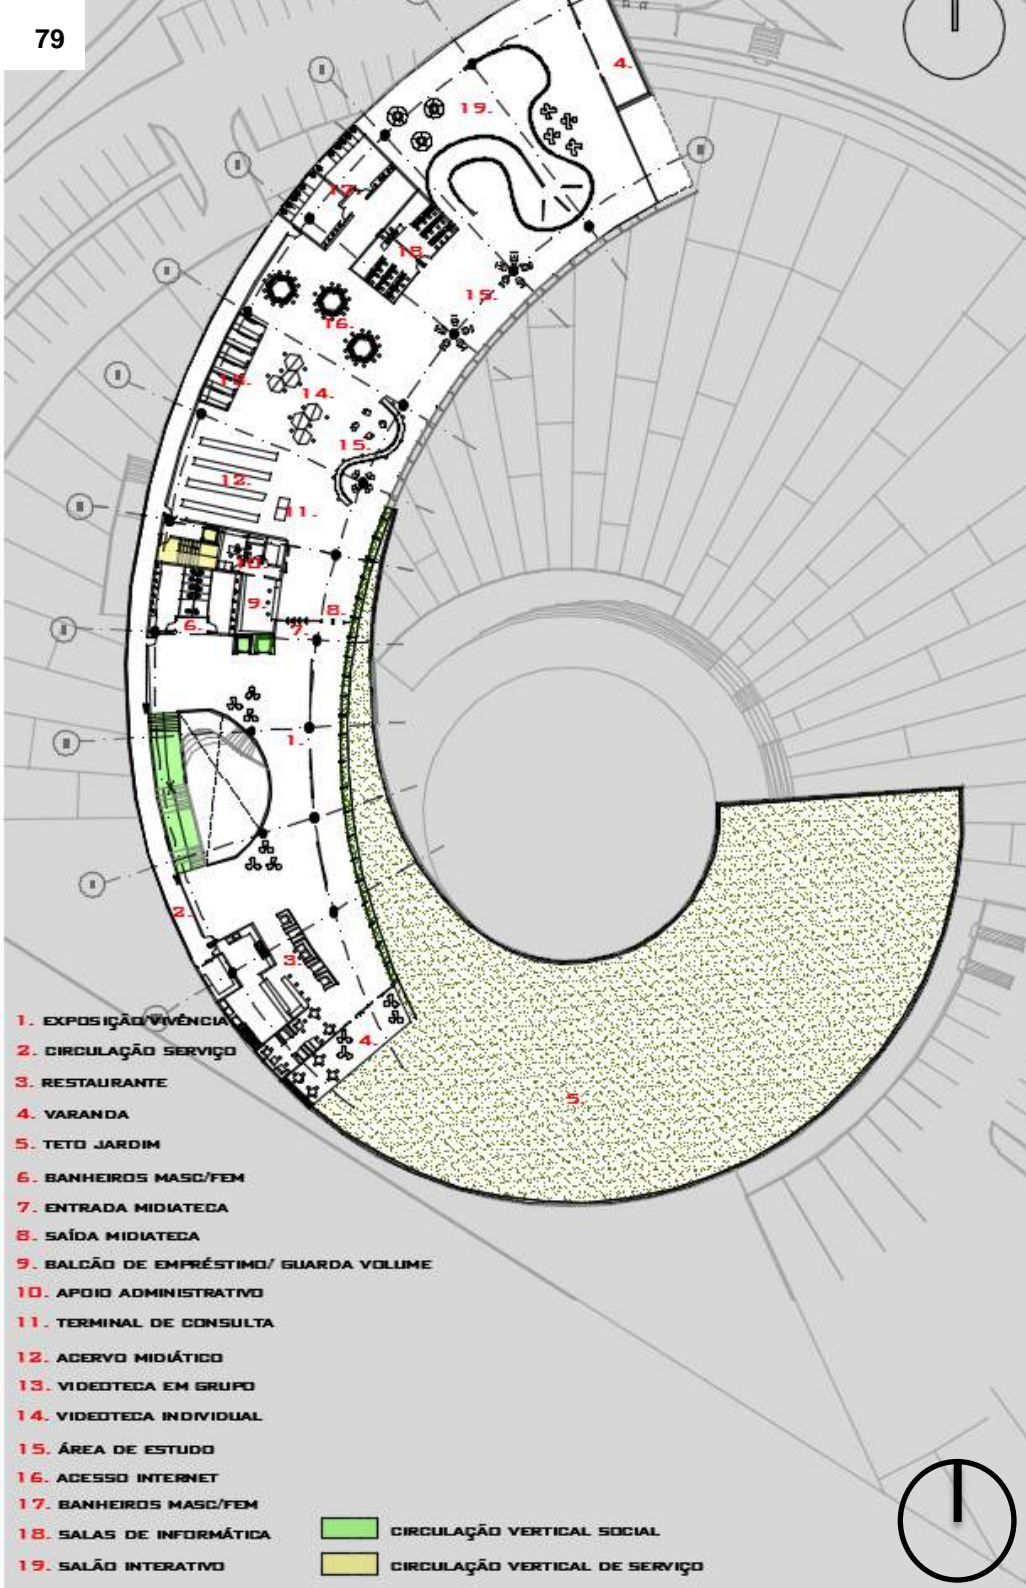 79
4.
19.
17.
18.
15.
16.
13.
14.
15.
12.
11.
10.
9.
8.
7.
6.
1.
2.
3.
4.
5.
1. EXPOSIÇÃO/VIVÊNCIA
2. CIRCULAÇÃO SERVIÇO
3. RESTAURANTE
4. VARANDA
5. TETO JARDIM
6. BANHEIROS MASC/FEM
7. ENTRADA MIDIATECA
8. SAÍDA MIDIATECA
9. BALCÃO DE EMPRÉSTIMO/ GUARDA VOLUME
10. APOIO ADMINISTRATIVO
11. TERMINAL DE CONSULTA
12. ACERVO MIDIÁTICO
13. VIDEOTECA EM GRUPO
14. VIDEOTECA INDIVIDUAL
15. ÁREA DE ESTUDO
16. ACESSO INTERNET
17. BANHEIROS MASC/FEM
18. SALAS DE INFORMÁTICA
19. SALÃO INTERATIVO
CIRCULAÇÃO VERTICAL SOCIAL
CIRCULAÇÃO VERTICAL DE SERVIÇO